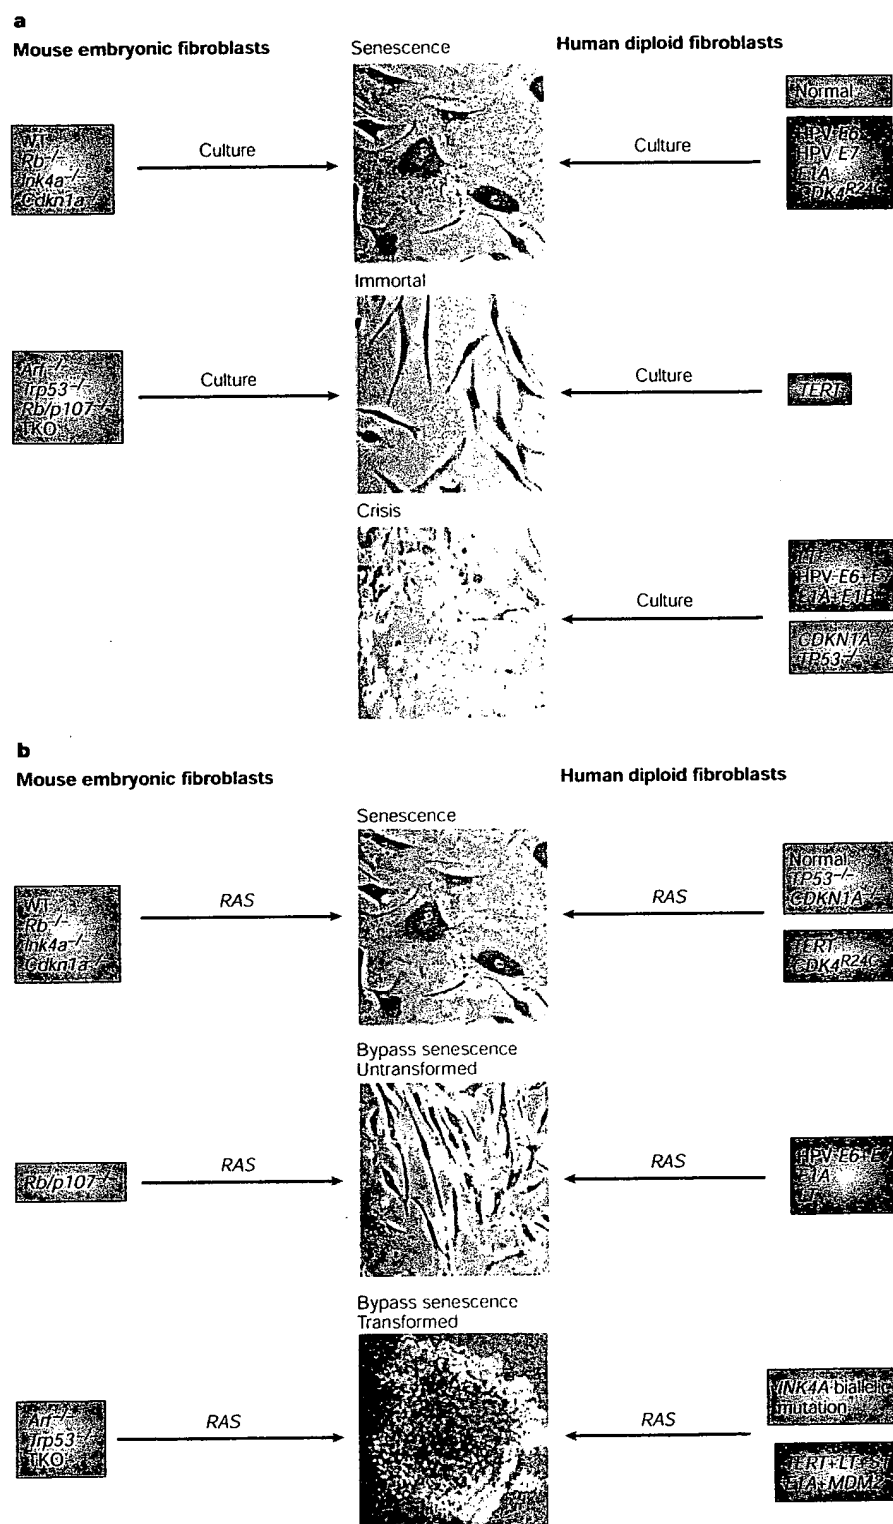 a
Mouse embryonic fibroblasts
Senescence
Human diploid fibroblasts
WT
Rb−/−
Ink4a−/−
Cdkn1a−/−
Culture
Culture
Normal
HPV-E6
HPV-E7
E1A
CDK4R24C
Immortal
Arf−/−
Trp53−/−
Rb/p107−/−
TKO
Culture
Culture
TERT
Crisis
Culture
LT
HPV-E6+E7
E1A+E1B
CDKN1A−/−
TP53−/−
b
Mouse embryonic fibroblasts
Human diploid fibroblasts
Senescence
WT
Rb−/−
Ink4a−/−
Cdkn1a−/−
RAS
RAS
Normal
TP53−/−
CDKN1A−/−
TERT
CDK4R24C
Bypass senescence
Untransformed
Rb/p107−/−
RAS
RAS
HPV-E6+E7
E1A
LT
Bypass senescence
Transformed
Arf−/−
Trp53−/−
TKO
RAS
RAS
INK4A biallelic
mutation
TERT+LT+ST
E1A+MDM2